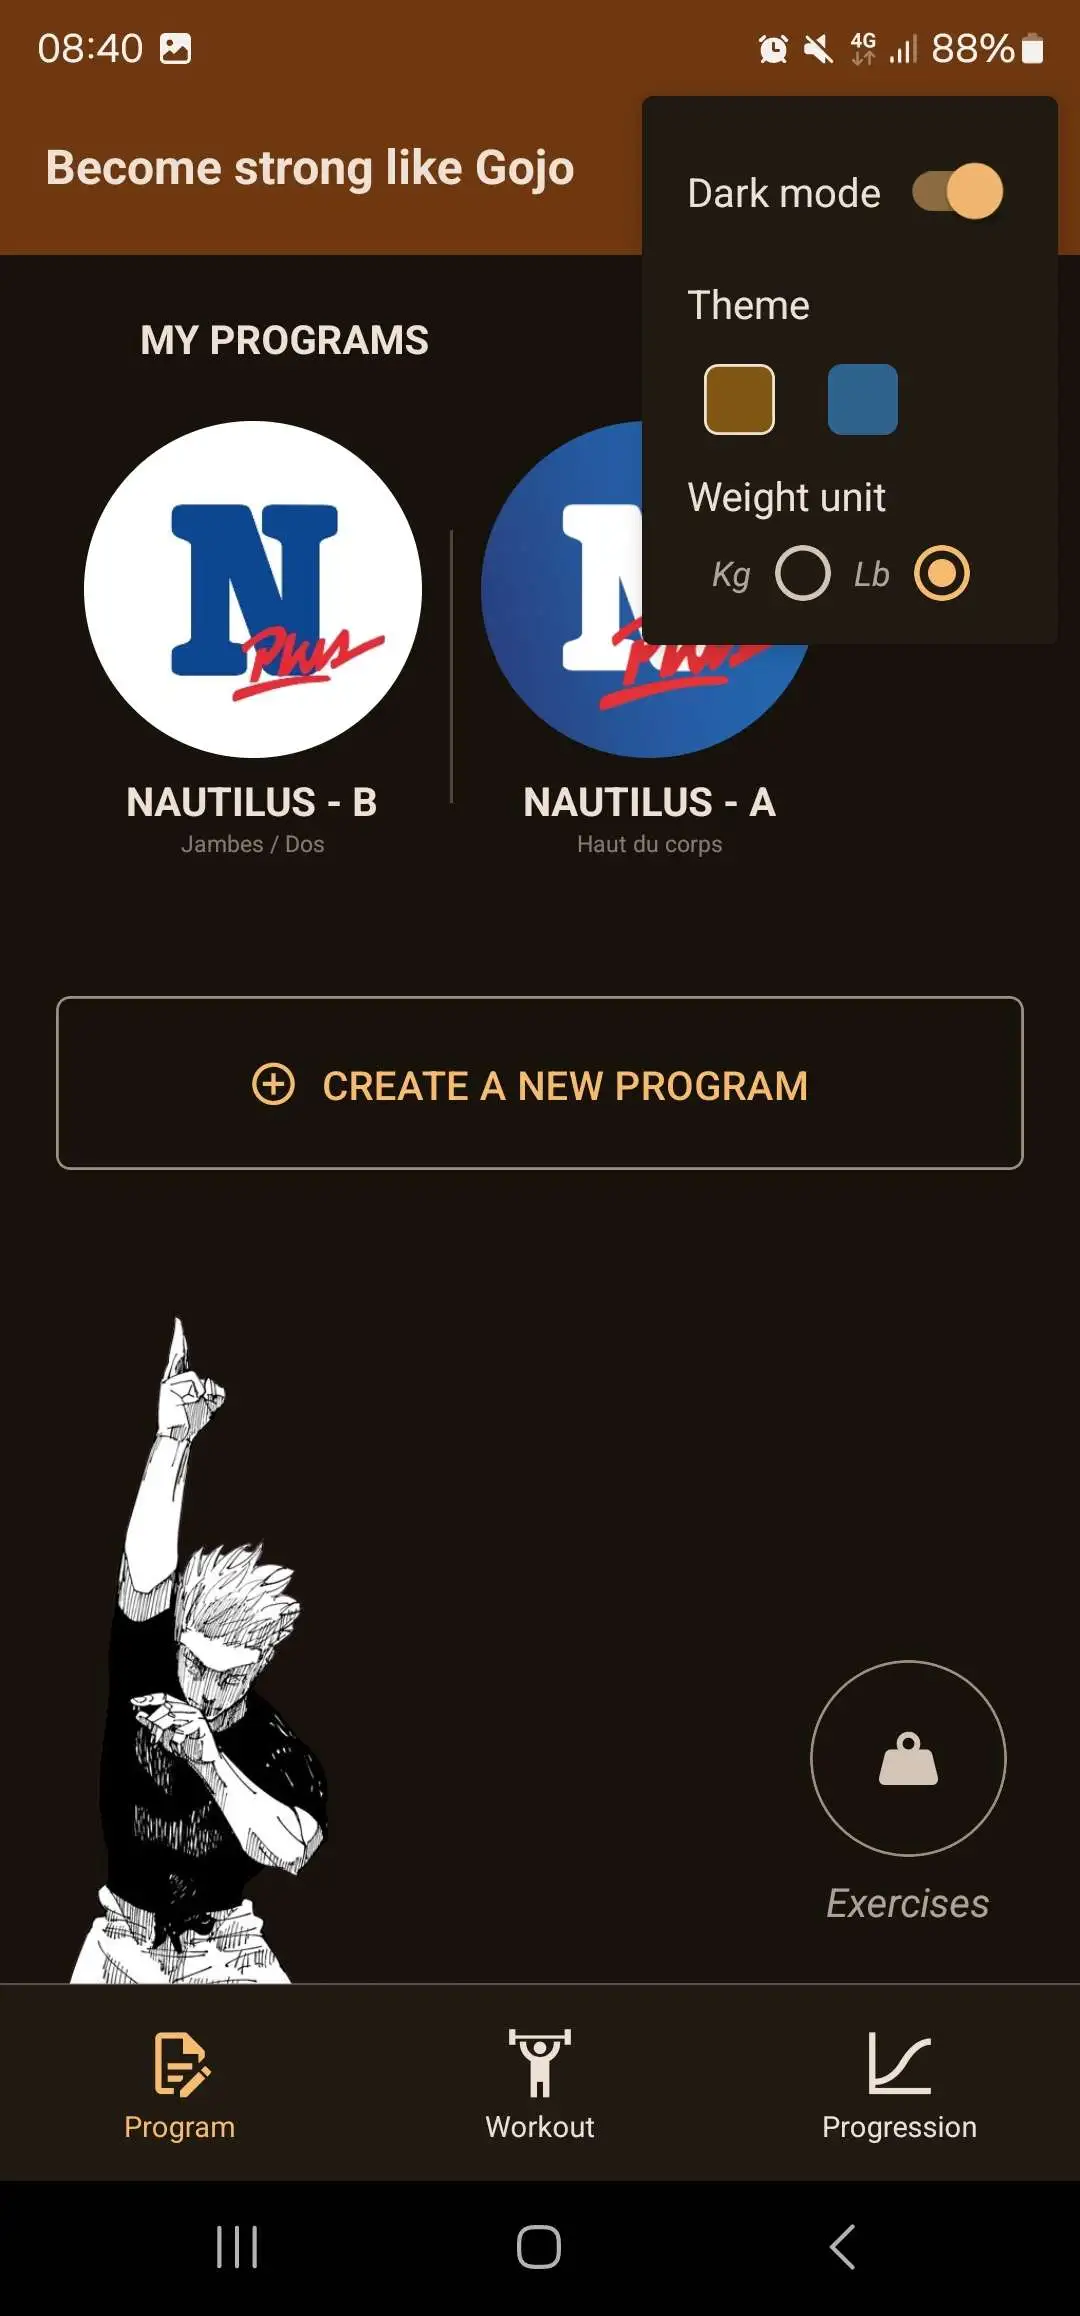 08:40
4G
88%
Become strong like Gojo
Dark mode
Theme
Weight unit
Kg
Lb
MY PROGRAMS
N
Plus
N
Plus
NAUTILUS - B
Jambes / Dos
NAUTILUS - A
Haut du corps
CREATE A NEW PROGRAM
Exercises
Program
Workout
Progression